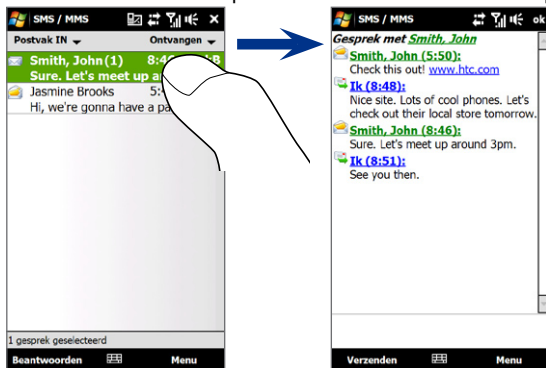 SMS / MMS
Postvak IN
Ontvangen
Smith, John (1)
Sure. Let's meet up
Jasmine Brooks
Hi, we're gonna have a
1 gesprek geselecteerd
Beantwoorden
Menu
SMS / MMS
ok
Gesprek met Smith, John
Smith, John (5:50):
Check this out! www.htc.com
Ik (8:48):
Nice site. Lots of cool phones. Let's
check out their local store tomorrow.
Smith, John (8:46):
Sure. Let's meet up around 3pm.
Ik (8:51):
See you then.
Verzenden
Menu